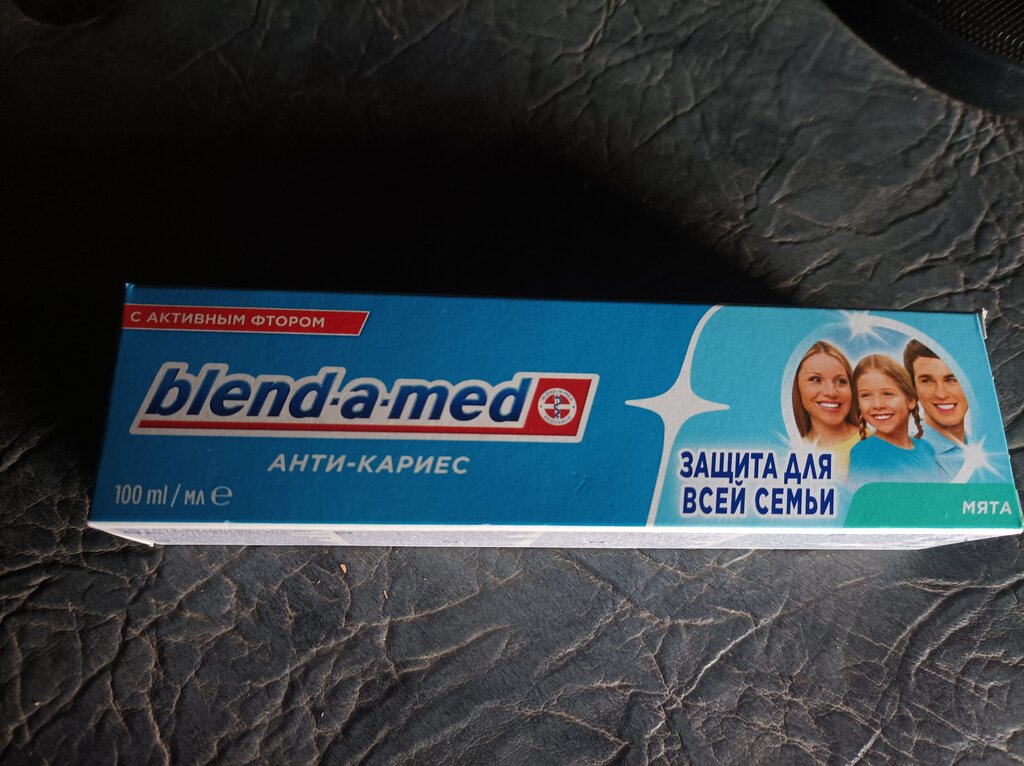 С АКТИВНЫМ ФТОРОМ
blend-a-med
АНТИ-КАРИЕС
100 ml / мл e
ЗАЩИТА ДЛЯ
ВСЕЙ СЕМЬИ
МЯТА